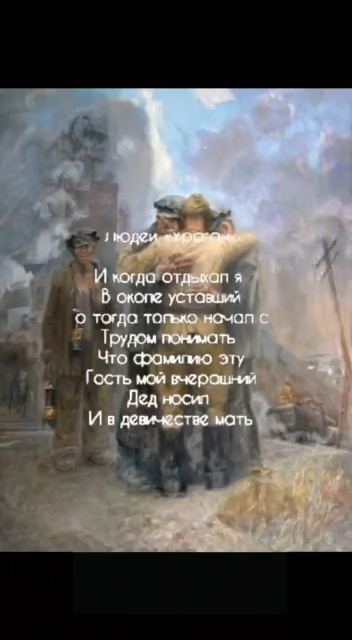 людей «Ураган»
И когда отдыхал я
В окопе уставший
о тогда только начал с
Трудом понимать
Что фамилию эту
Гость мой вчерашний
Дед носил
И в девичестве мать